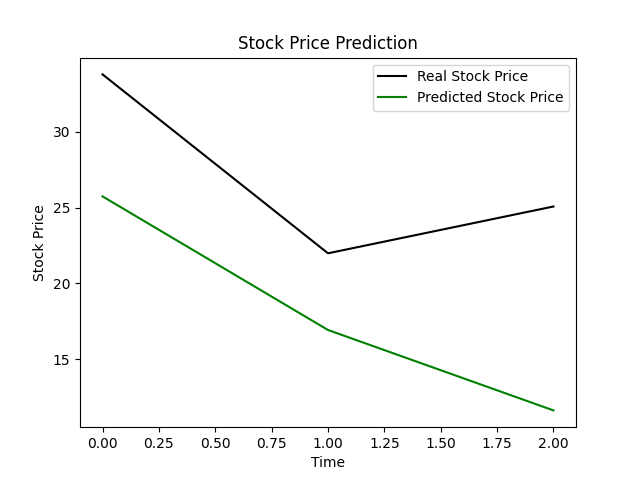 Stock Price Prediction
Real Stock Price
Predicted Stock Price
Stock Price
30
25
20
15
0.00 0.25 0.50 0.75 1.00 1.25 1.50 1.75 2.00
Time